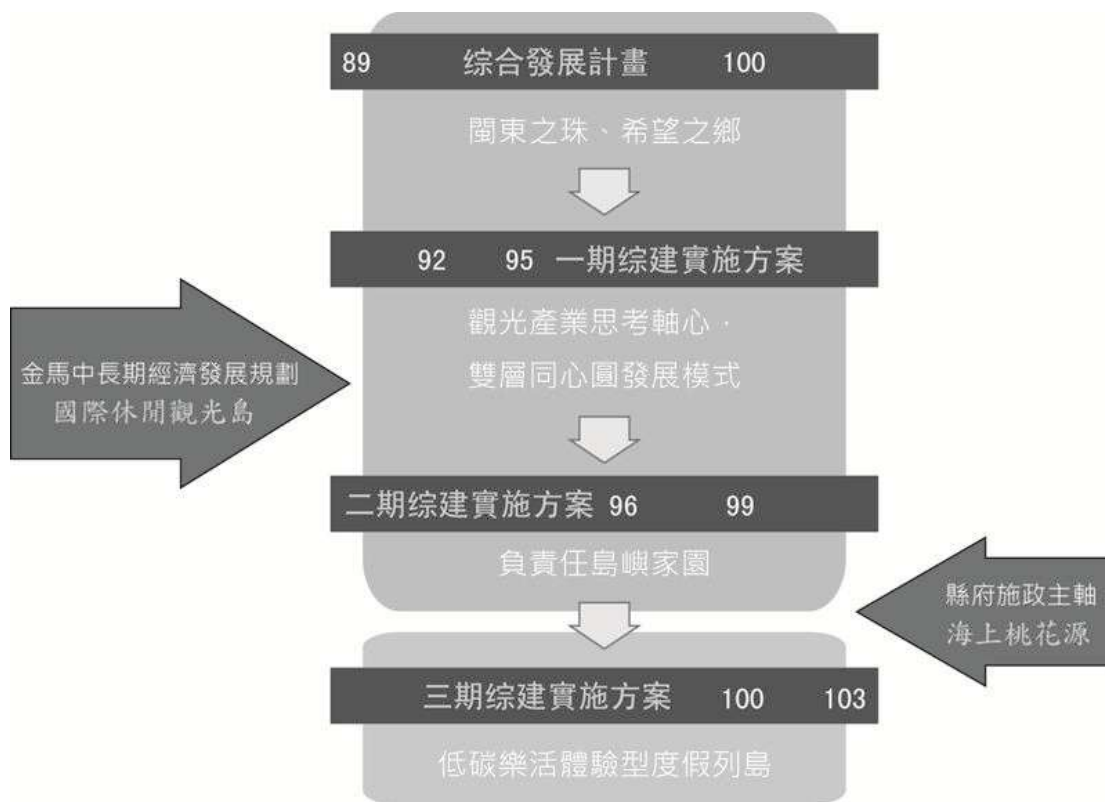 89 综合發展計畫 100
閩東之珠、希望之鄉
92 95 一期综建實施方案
觀光產業思考軸心，
雙層同心圓發展模式
金馬中長期經濟發展規劃
國際休閒觀光島
二期综建實施方案 96 99
負責任島嶼家園
縣府施政主軸
海上桃花源
三期综建實施方案 100 103
低碳樂活體驗型度假列島